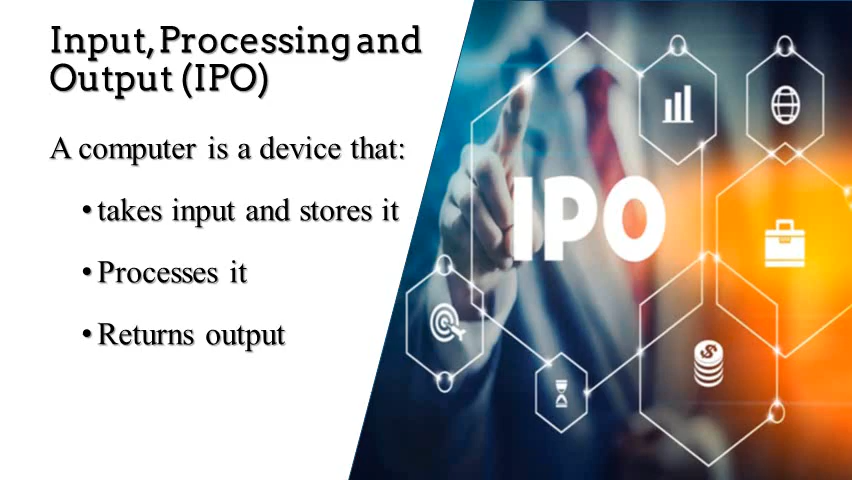 Input, Processing and
Output (IPO)
A computer is a device that:
• takes input and stores it
• Processes it
• Returns output
IPO
$